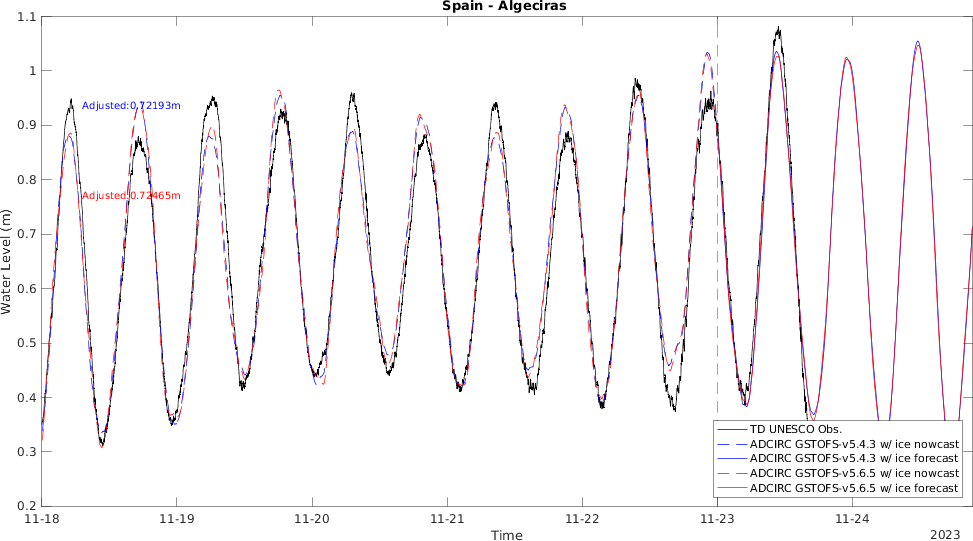 Spain - Algeciras
1.1
1
0.9
0.8
0.7
0.6
0.5
0.4
0.3
0.2
Water Level (m)
Adjusted:0.72193m
Adjusted:0.72465m
TD UNESCO Obs.
ADCIRC GSTOFS-v5.4.3 w/ ice nowcast
ADCIRC GSTOFS-v5.4.3 w/ ice forecast
ADCIRC GSTOFS-v5.6.5 w/ ice nowcast
ADCIRC GSTOFS-v5.6.5 w/ ice forecast
11-18 11-19 11-20 11-21 11-22 11-23 11-24
Time
2023